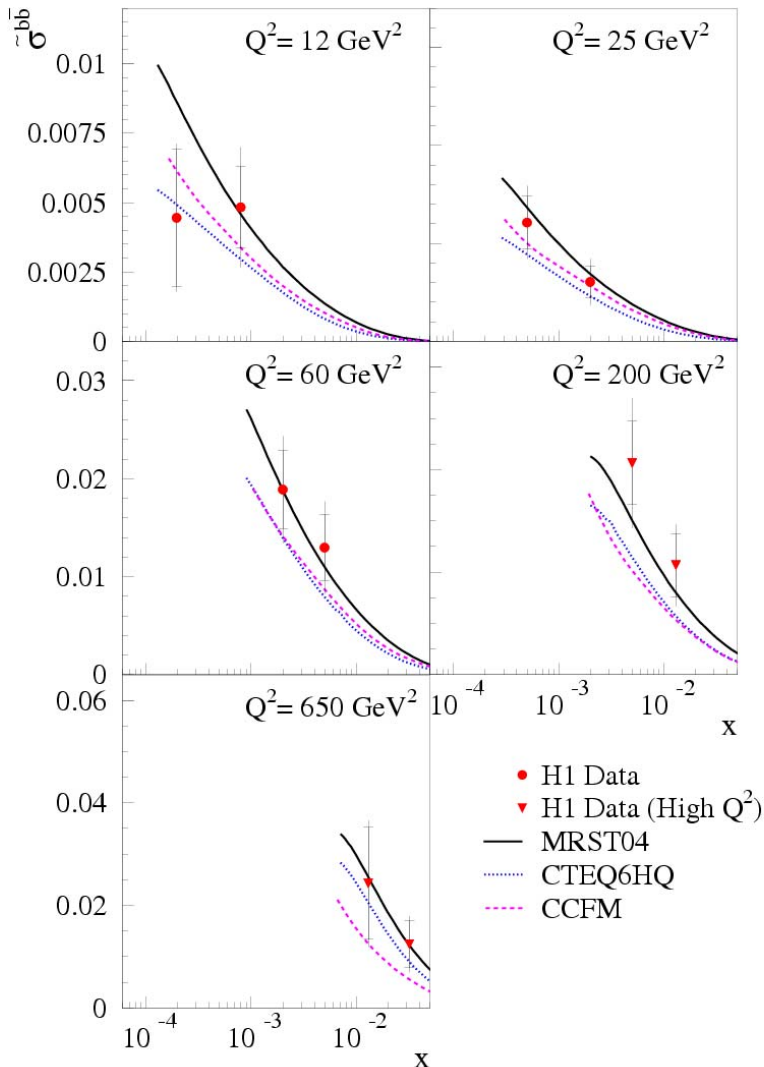 σ̃^bb̄
Q²= 12 GeV²
Q²= 25 GeV²
0.01
0.0075
0.005
0.0025
0
Q²= 60 GeV²
Q²= 200 GeV²
0.03
0.02
0.01
0
Q²= 650 GeV²
10⁻⁴ 10⁻³ 10⁻²
x
0.06
0.04
0.02
0
10⁻⁴ 10⁻³ 10⁻²
x
H1 Data
H1 Data (High Q²)
MRST04
CTEQ6HQ
CCFM